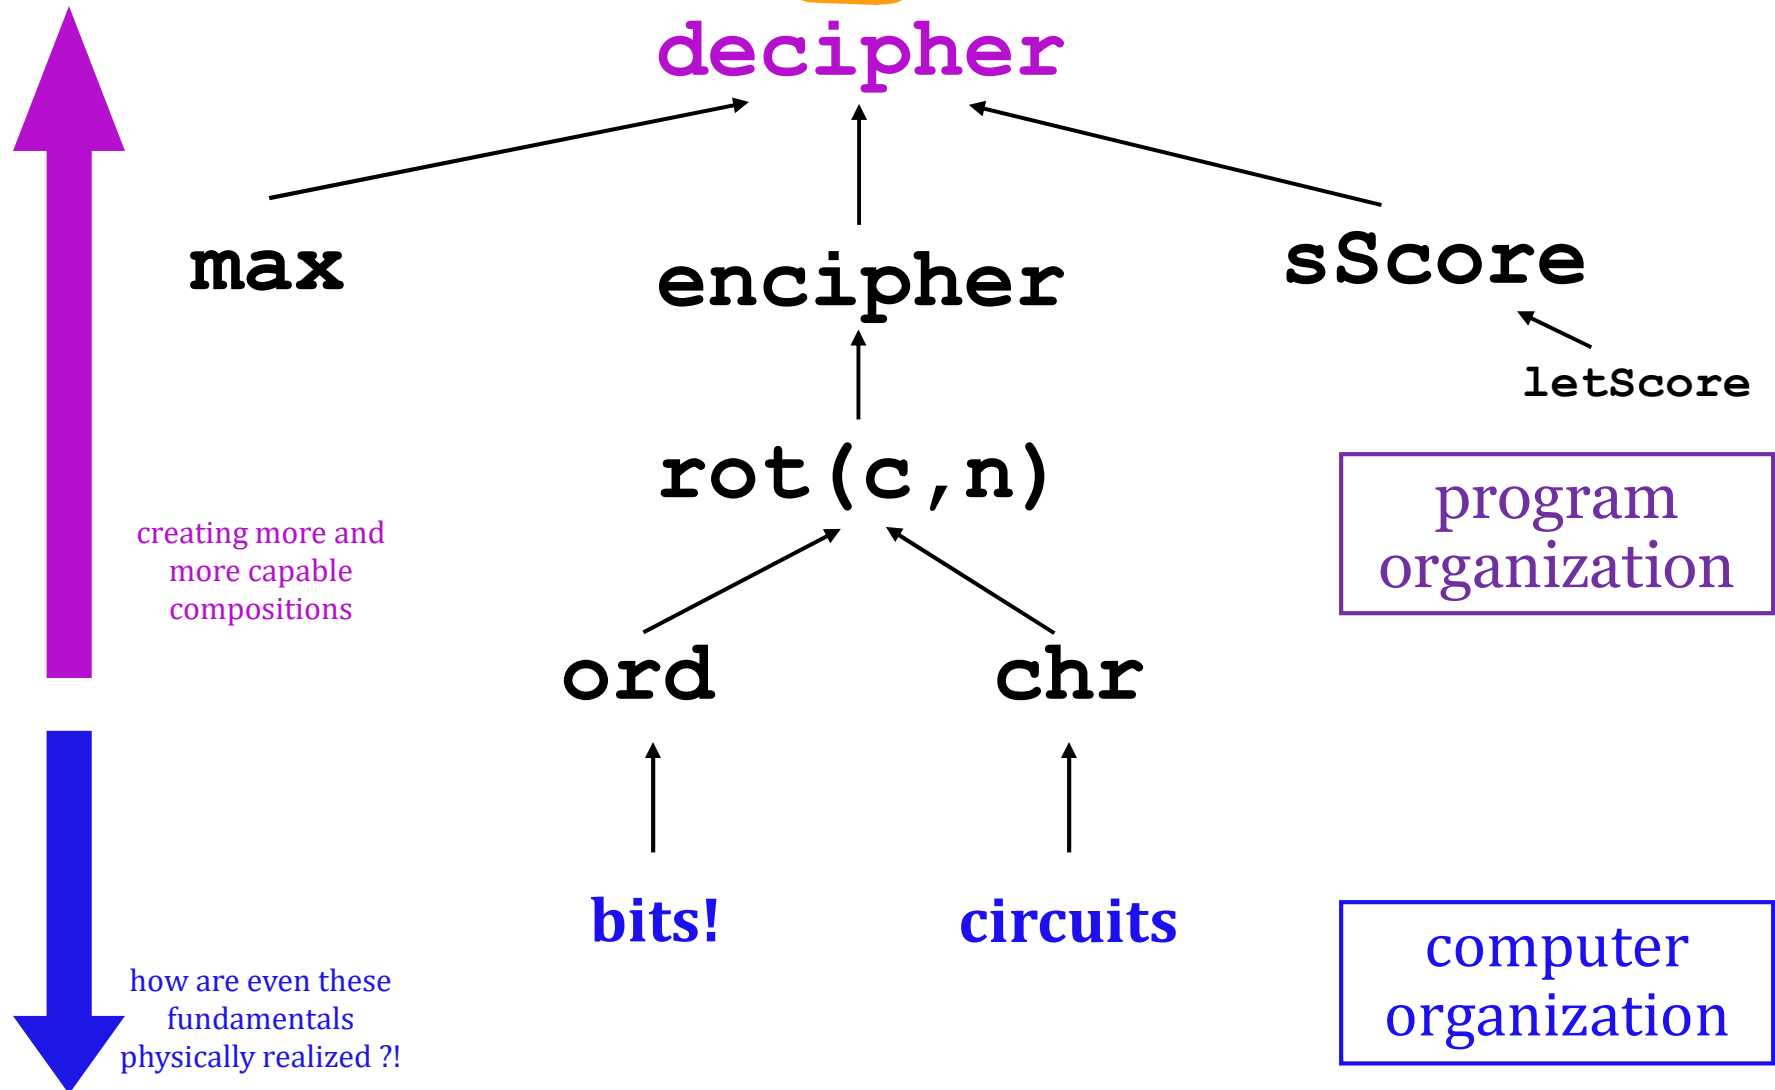 decipher
max
encipher
sScore
letScore
rot(c,n)
program
organization
creating more and
more capable
compositions
ord
chr
bits!
circuits
computer
organization
how are even these
fundamentals
physically realized ?!